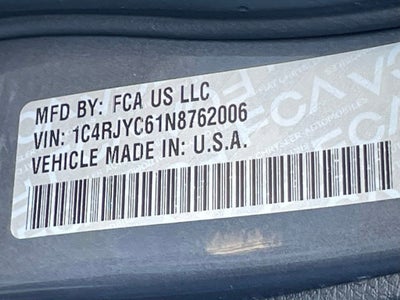 MFD BY: FCA US LLC
VIN: 1C4RJYC61N8762006
VEHICLE MADE IN: U.S.A.